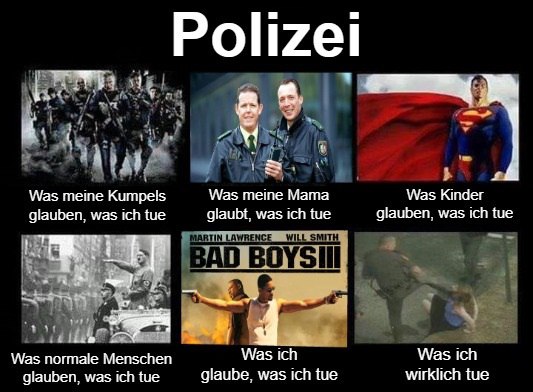 Polizei
Was meine Kumpels
glauben, was ich tue
Was meine Mama
glaubt, was ich tue
Was Kinder
glauben, was ich tue
MARTIN LAWRENCE WILL SMITH
BAD BOYS III
Was normale Menschen
glauben, was ich tue
Was ich
glaube, was ich tue
Was ich
wirklich tue